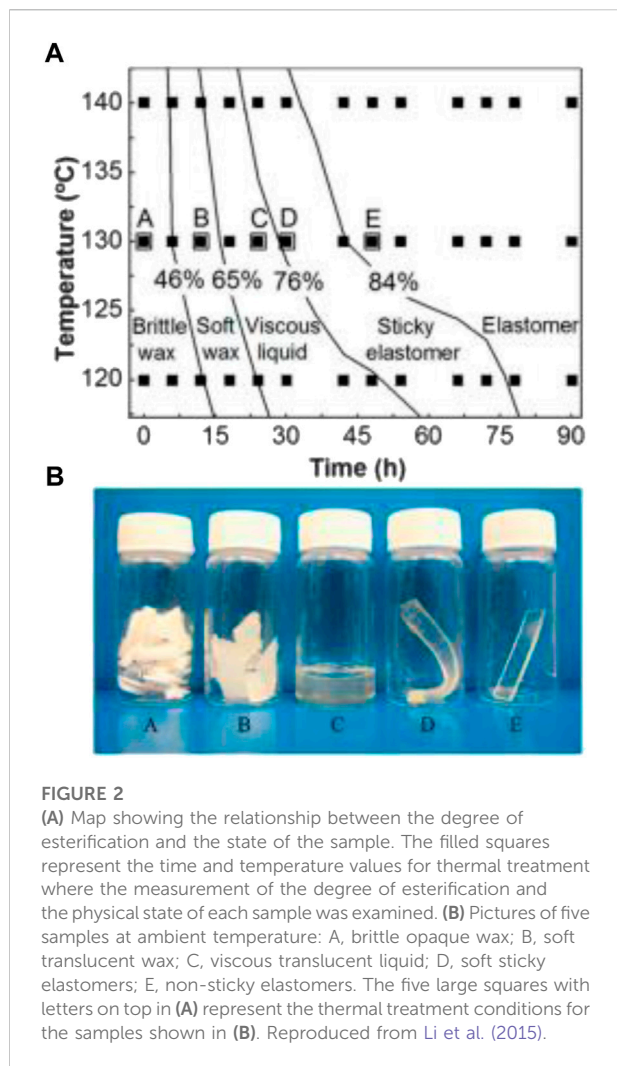 A
140
135
130
125
120
Temperature (°C)
A B C D E
46% 65% 76% 84%
Brittle wax
Soft wax
Viscous liquid
Sticky elastomer
Elastomer
0 15 30 45 60 75 90
Time (h)
B
A B C D E
FIGURE 2
(A) Map showing the relationship between the degree of
esterification and the state of the sample. The filled squares
represent the time and temperature values for thermal treatment
where the measurement of the degree of esterification and
the physical state of each sample was examined. (B) Pictures of five
samples at ambient temperature: A, brittle opaque wax; B, soft
translucent wax; C, viscous translucent liquid; D, soft sticky
elastomers; E, non-sticky elastomers. The five large squares with
letters on top in (A) represent the thermal treatment conditions for
the samples shown in (B). Reproduced from Li et al. (2015).